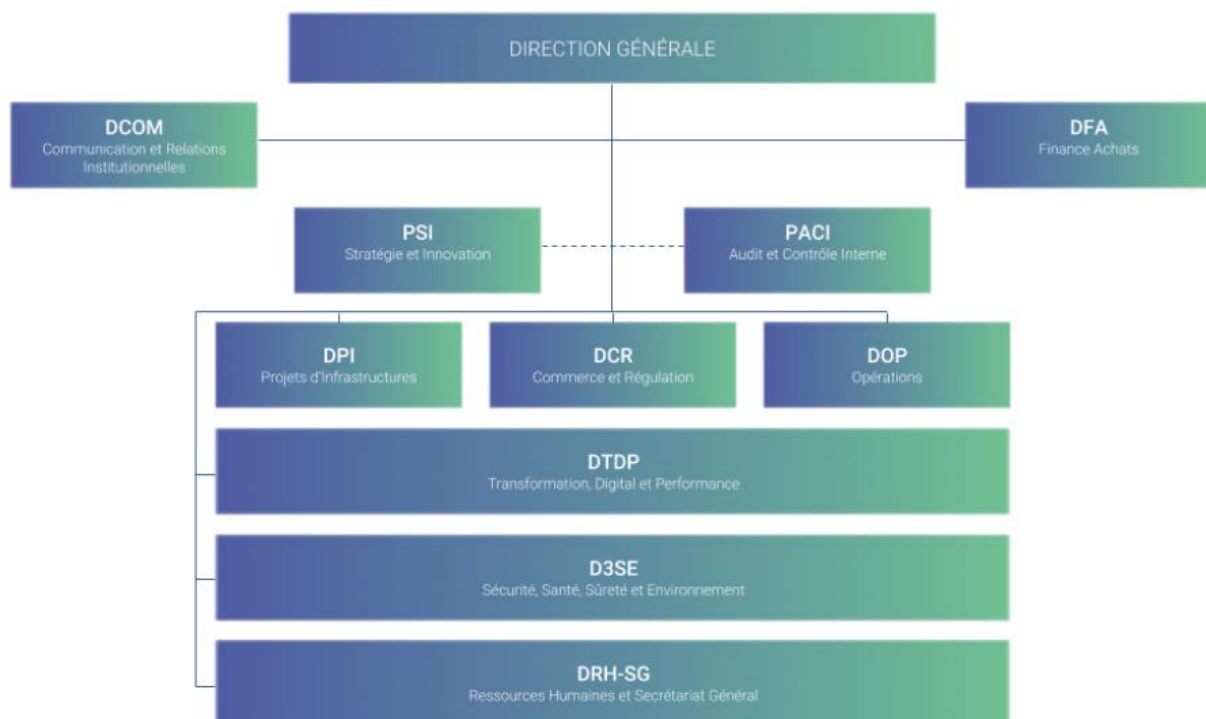 DIRECTION GÉNÉRALE
DCOM
Communication et Relations
Institutionnelles
DFA
Finance Achats
PSI
Stratégie et Innovation
PACI
Audit et Contrôle Interne
DPI
Projets d'Infrastructures
DCR
Commerce et Régulation
DOP
Opérations
DTDP
Transformation, Digital et Performance
D3SE
Sécurité, Santé, Sûreté et Environnement
DRH-SG
Ressources Humaines et Secrétariat Général